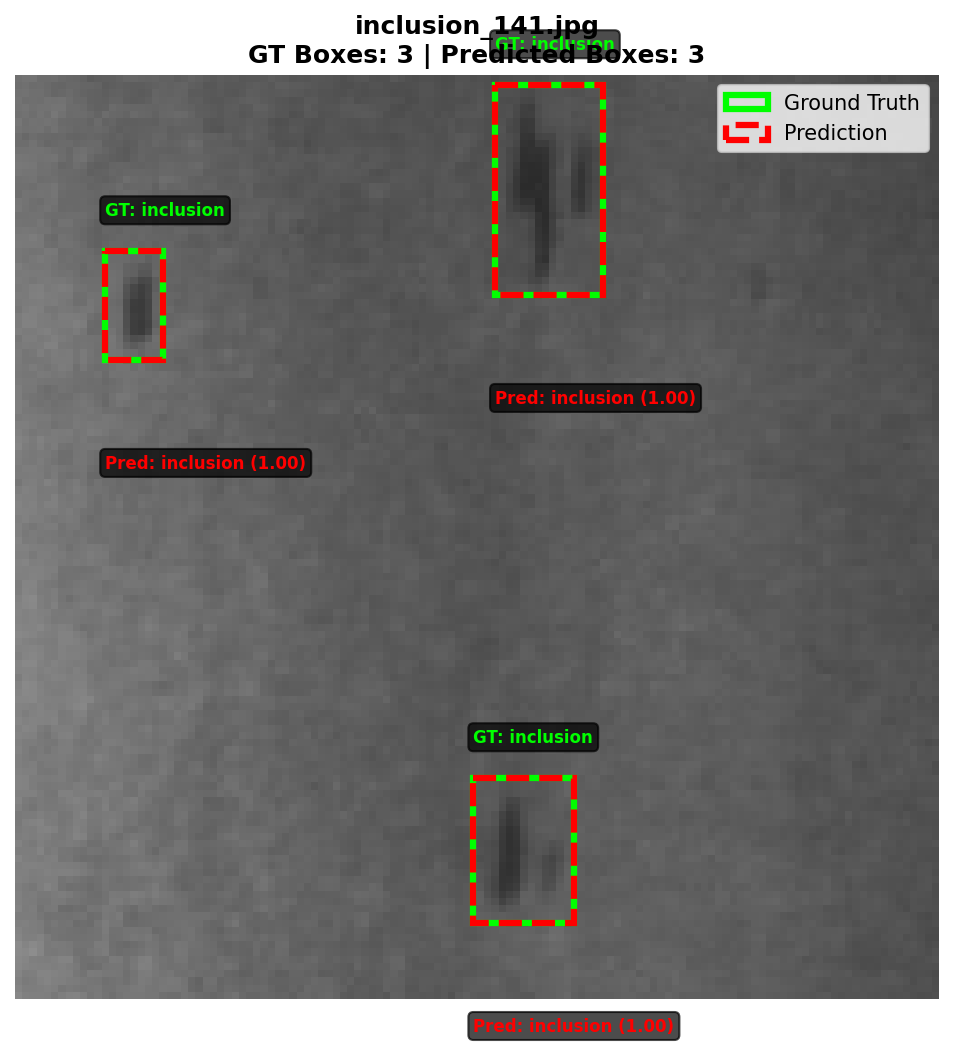 inclusion_141.jpg
GT Boxes: 3 | Predicted Boxes: 3
GT: inclusion
Ground Truth
Prediction
GT: inclusion
Pred: inclusion (1.00)
Pred: inclusion (1.00)
GT: inclusion
Pred: inclusion (1.00)